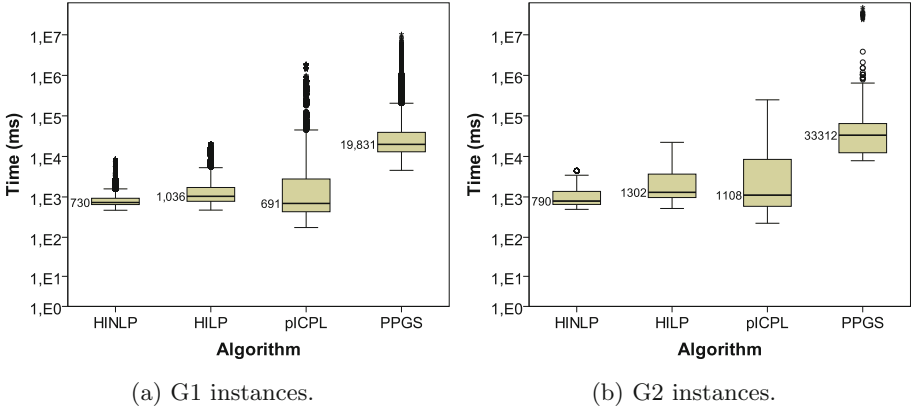 1,E7
1,E6
1,E5
1,E4
1,E3
1,E2
1,E1
1,E0
Time (ms)
730
1,036
691
19,831
HINLP HILP pICPL PPGS
Algorithm
(a) G1 instances.
1,E7
1,E6
1,E5
1,E4
1,E3
1,E2
1,E1
1,E0
Time (ms)
790
1302
1108
33312
HINLP HILP pICPL PPGS
Algorithm
(b) G2 instances.